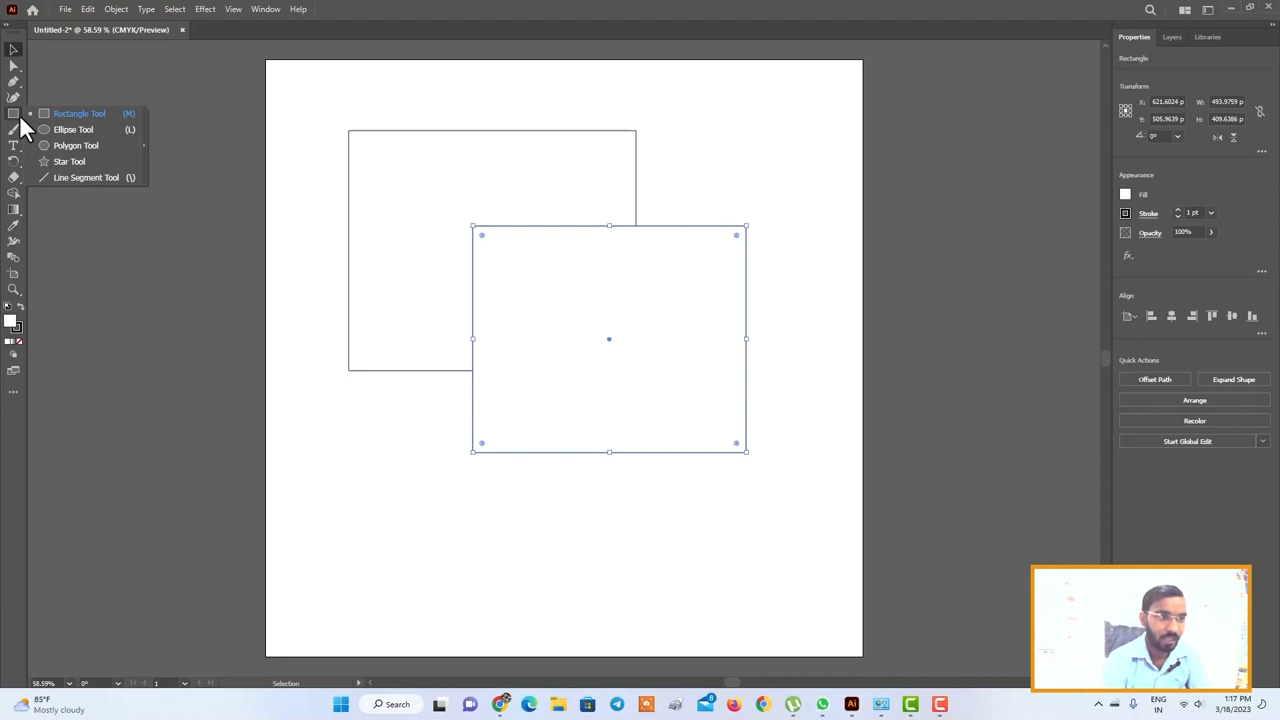 Ai File Edit Object Type Select Effect View Window Help
Untitled-2* @ 58.59 % (CMYK/Preview) ×
Rectangle Tool (M)
Ellipse Tool (L)
Polygon Tool
Star Tool
Line Segment Tool (\)
Properties Layers Libraries
Rectangle
Transform
X: 621.6024 p W: 493.9759
Y: 505.9639 p H: 409.6386 p
0°
Appearance
Fill
Stroke 1 pt
Opacity 100%
fx
Align
Quick Actions
Offset Path Expand Shape
Arrange
Recolor
Start Global Edit
58.59% 0° 1 Selection
85°F
Mostly cloudy
Search
8
Ai
ENG
IN
1:17 PM
3/18/2023